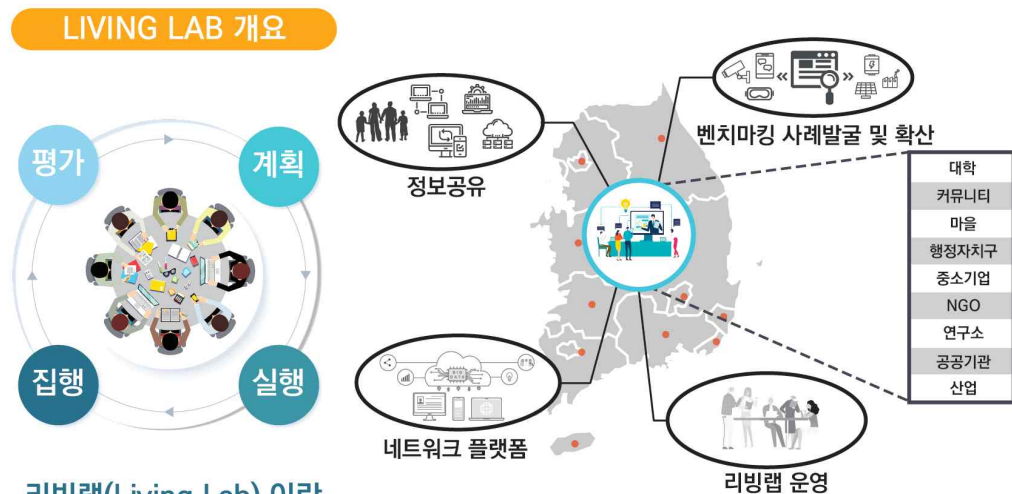 LIVING LAB 개요
평가
계획
집행
실행
정보공유
벤치마킹 사례발굴 및 확산
네트워크 플랫폼
BIG
DATA
리빙랩 운영
대학
커뮤니티
마을
행정자치구
중소기업
NGO
연구소
공공기관
산업
리빙랩(Living Lab) 이란